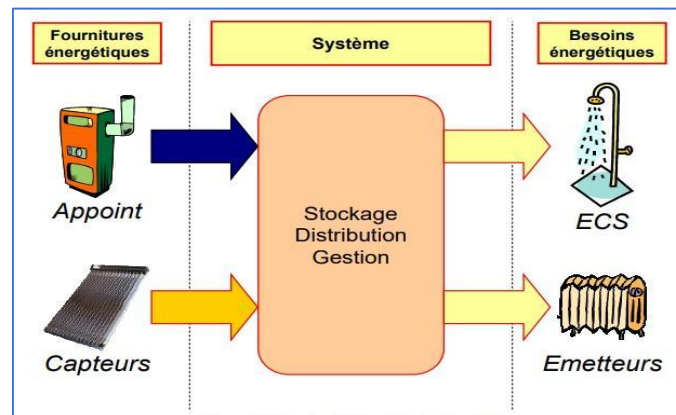 Fournitures
énergétiques
Système
Besoins
énergétiques
Appoint
Capteurs
Stockage
Distribution
Gestion
ECS
Emetteurs